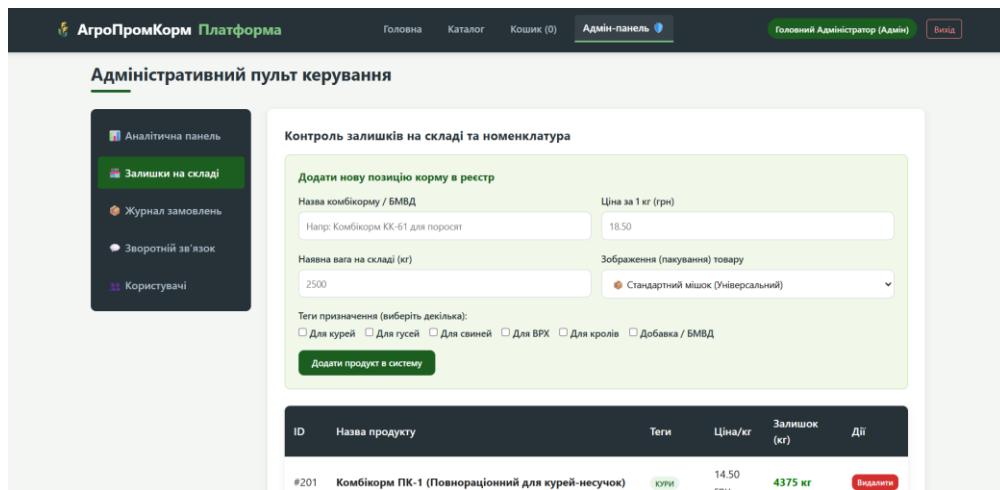 АгроПромКорм Платформа
Головна
Каталог
Кошик (0)
Адмін-панель
Головний Адміністратор (Адмін)
Вихід
Адміністративний пульт керування
Аналітична панель
Залишки на складі
Журнал замовлень
Зворотній зв'язок
Користувачі
Контроль залишків на складі та номенклатура
Додати нову позицію корму в реєстр
Назва комбікорму / БМВД
Ціна за 1 кг (грн)
Напр: Комбікорм КК-61 для поросят
18.50
Наявна вага на складі (кг)
Зображення (пакування) товару
2500
Стандартний мішок (Універсальний)
Теги призначення (виберіть декілька):
Для курей
Для гусей
Для свиней
Для ВРХ
Для кролів
Добавка / БМВД
Додати продукт в систему
ID
Назва продукту
Теги
Ціна/кг
Залишок
(кг)
Дії
#201
Комбікорм ПК-1 (Повнораціонний для курей-несучок)
КУРИ
14.50
4375 кг
Видалити